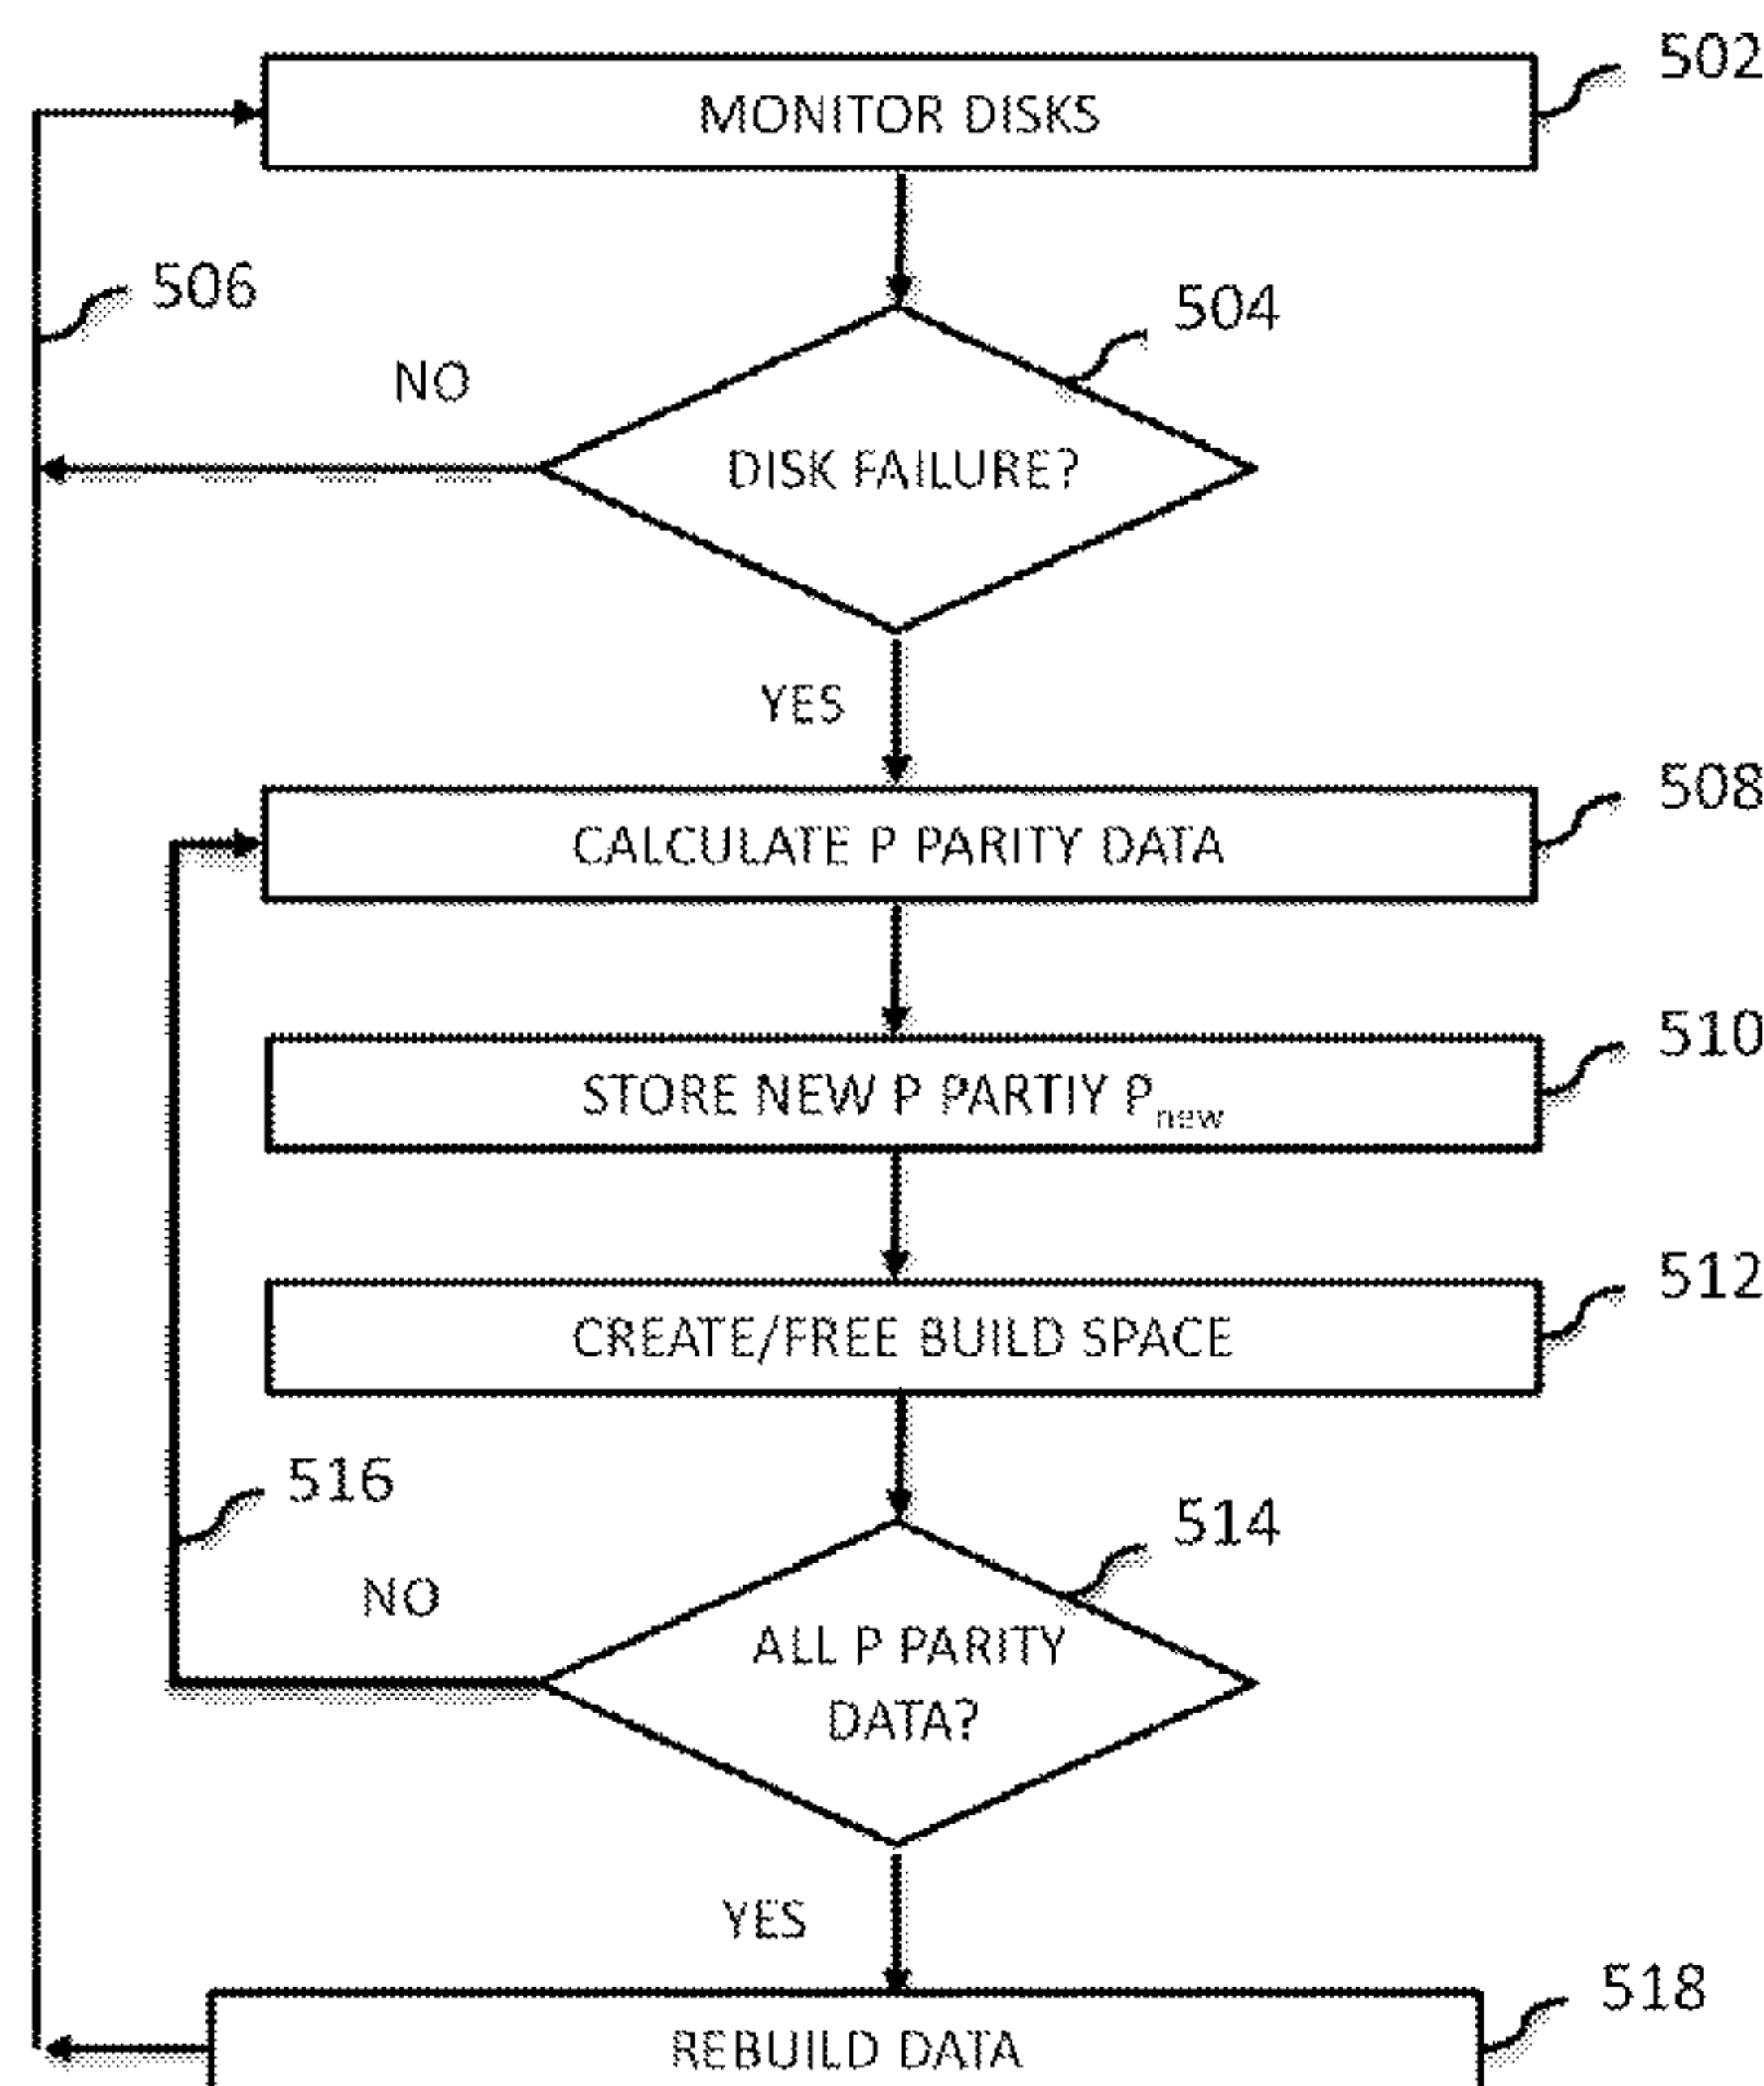 502
MONITOR DISKS
506
504
NO
DISK FAILURE?
YES
508
CALCULATE P PARITY DATA
510
STORE NEW P PARTIY Pnew
512
CREATE/FREE BUILD SPACE
516
514
NO
ALL P PARITY
DATA?
YES
518
REBUILD DATA